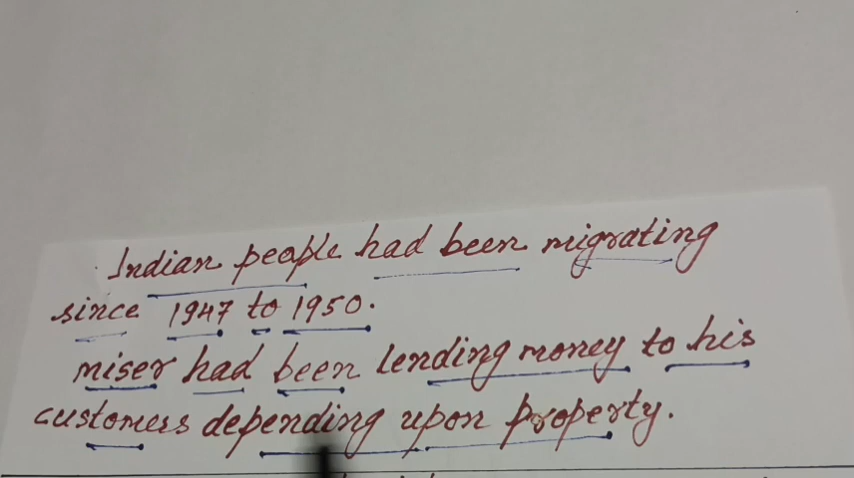 Indian people had been migrating
since 1947 to 1950.
miser had been lending money to his
customers depending upon property.